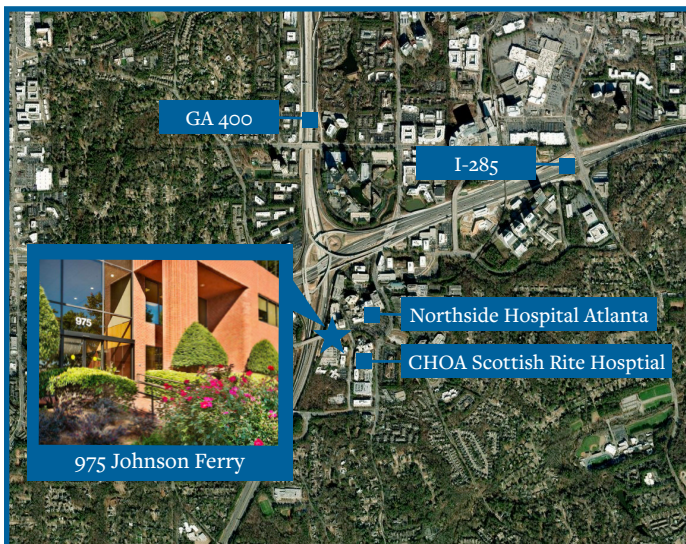 GA 400
I-285
975
Northside Hospital Atlanta
CHOA Scottish Rite Hosptial
975 Johnson Ferry